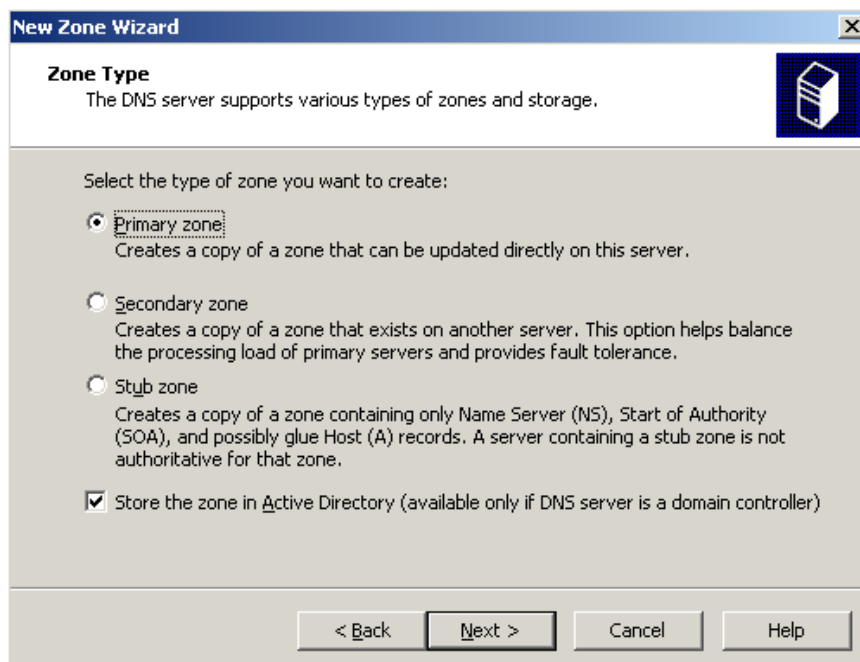 New Zone Wizard
Zone Type
The DNS server supports various types of zones and storage.
Select the type of zone you want to create:
Primary zone
Creates a copy of a zone that can be updated directly on this server.
Secondary zone
Creates a copy of a zone that exists on another server. This option helps balance
the processing load of primary servers and provides fault tolerance.
Stub zone
Creates a copy of a zone containing only Name Server (NS), Start of Authority
(SOA), and possibly glue Host (A) records. A server containing a stub zone is not
authoritative for that zone.
Store the zone in Active Directory (available only if DNS server is a domain controller)
< Back
Next >
Cancel
Help